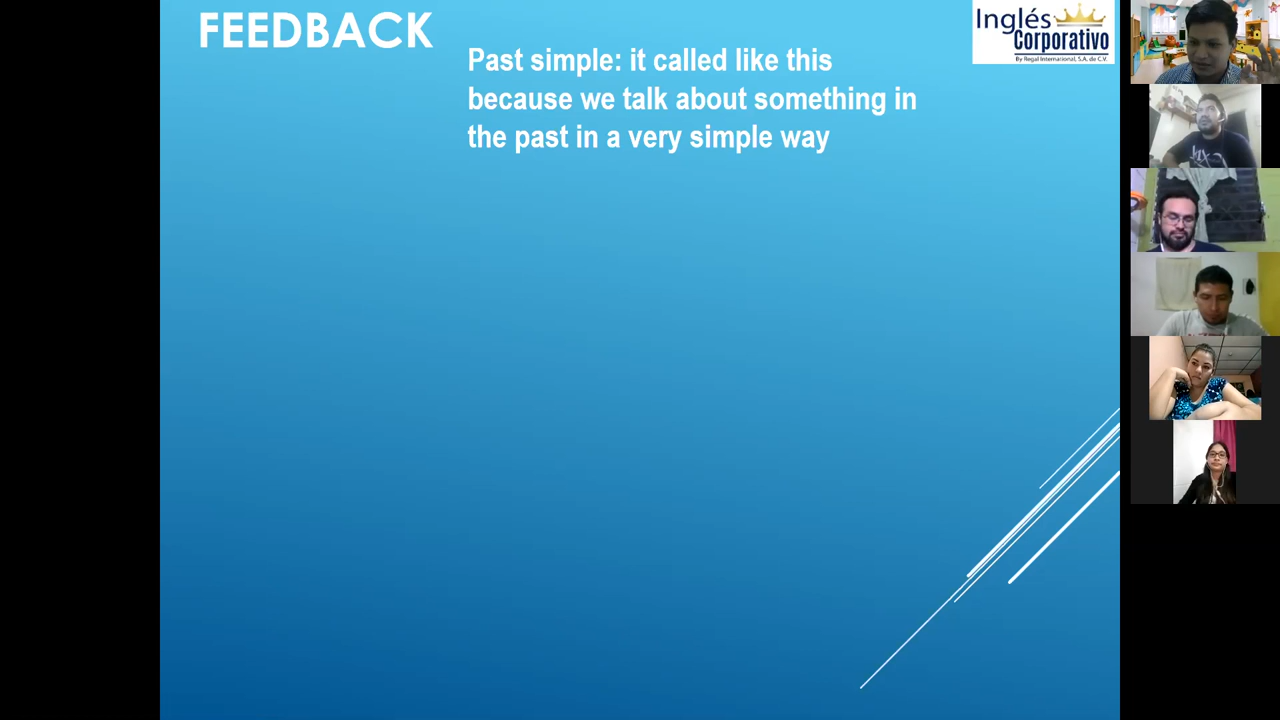 FEEDBACK
Past simple: it called like this
because we talk about something in
the past in a very simple way
Inglés
Corporativo
By Regal International, S.A. de C.V.